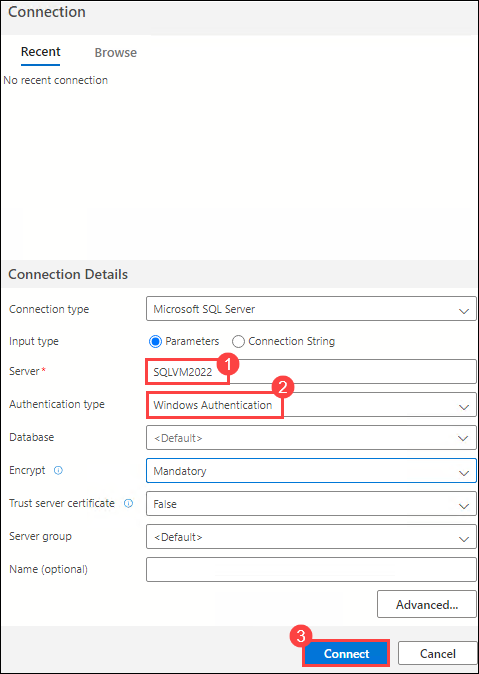 Connection
Recent Browse
No recent connection
Connection Details
Connection type Microsoft SQL Server
Input type Parameters Connection String
1
Server* SQLVM2022
2
Authentication type Windows Authentication
Database <Default>
Encrypt Mandatory
Trust server certificate False
Server group <Default>
Name (optional)
Advanced...
3
Connect Cancel